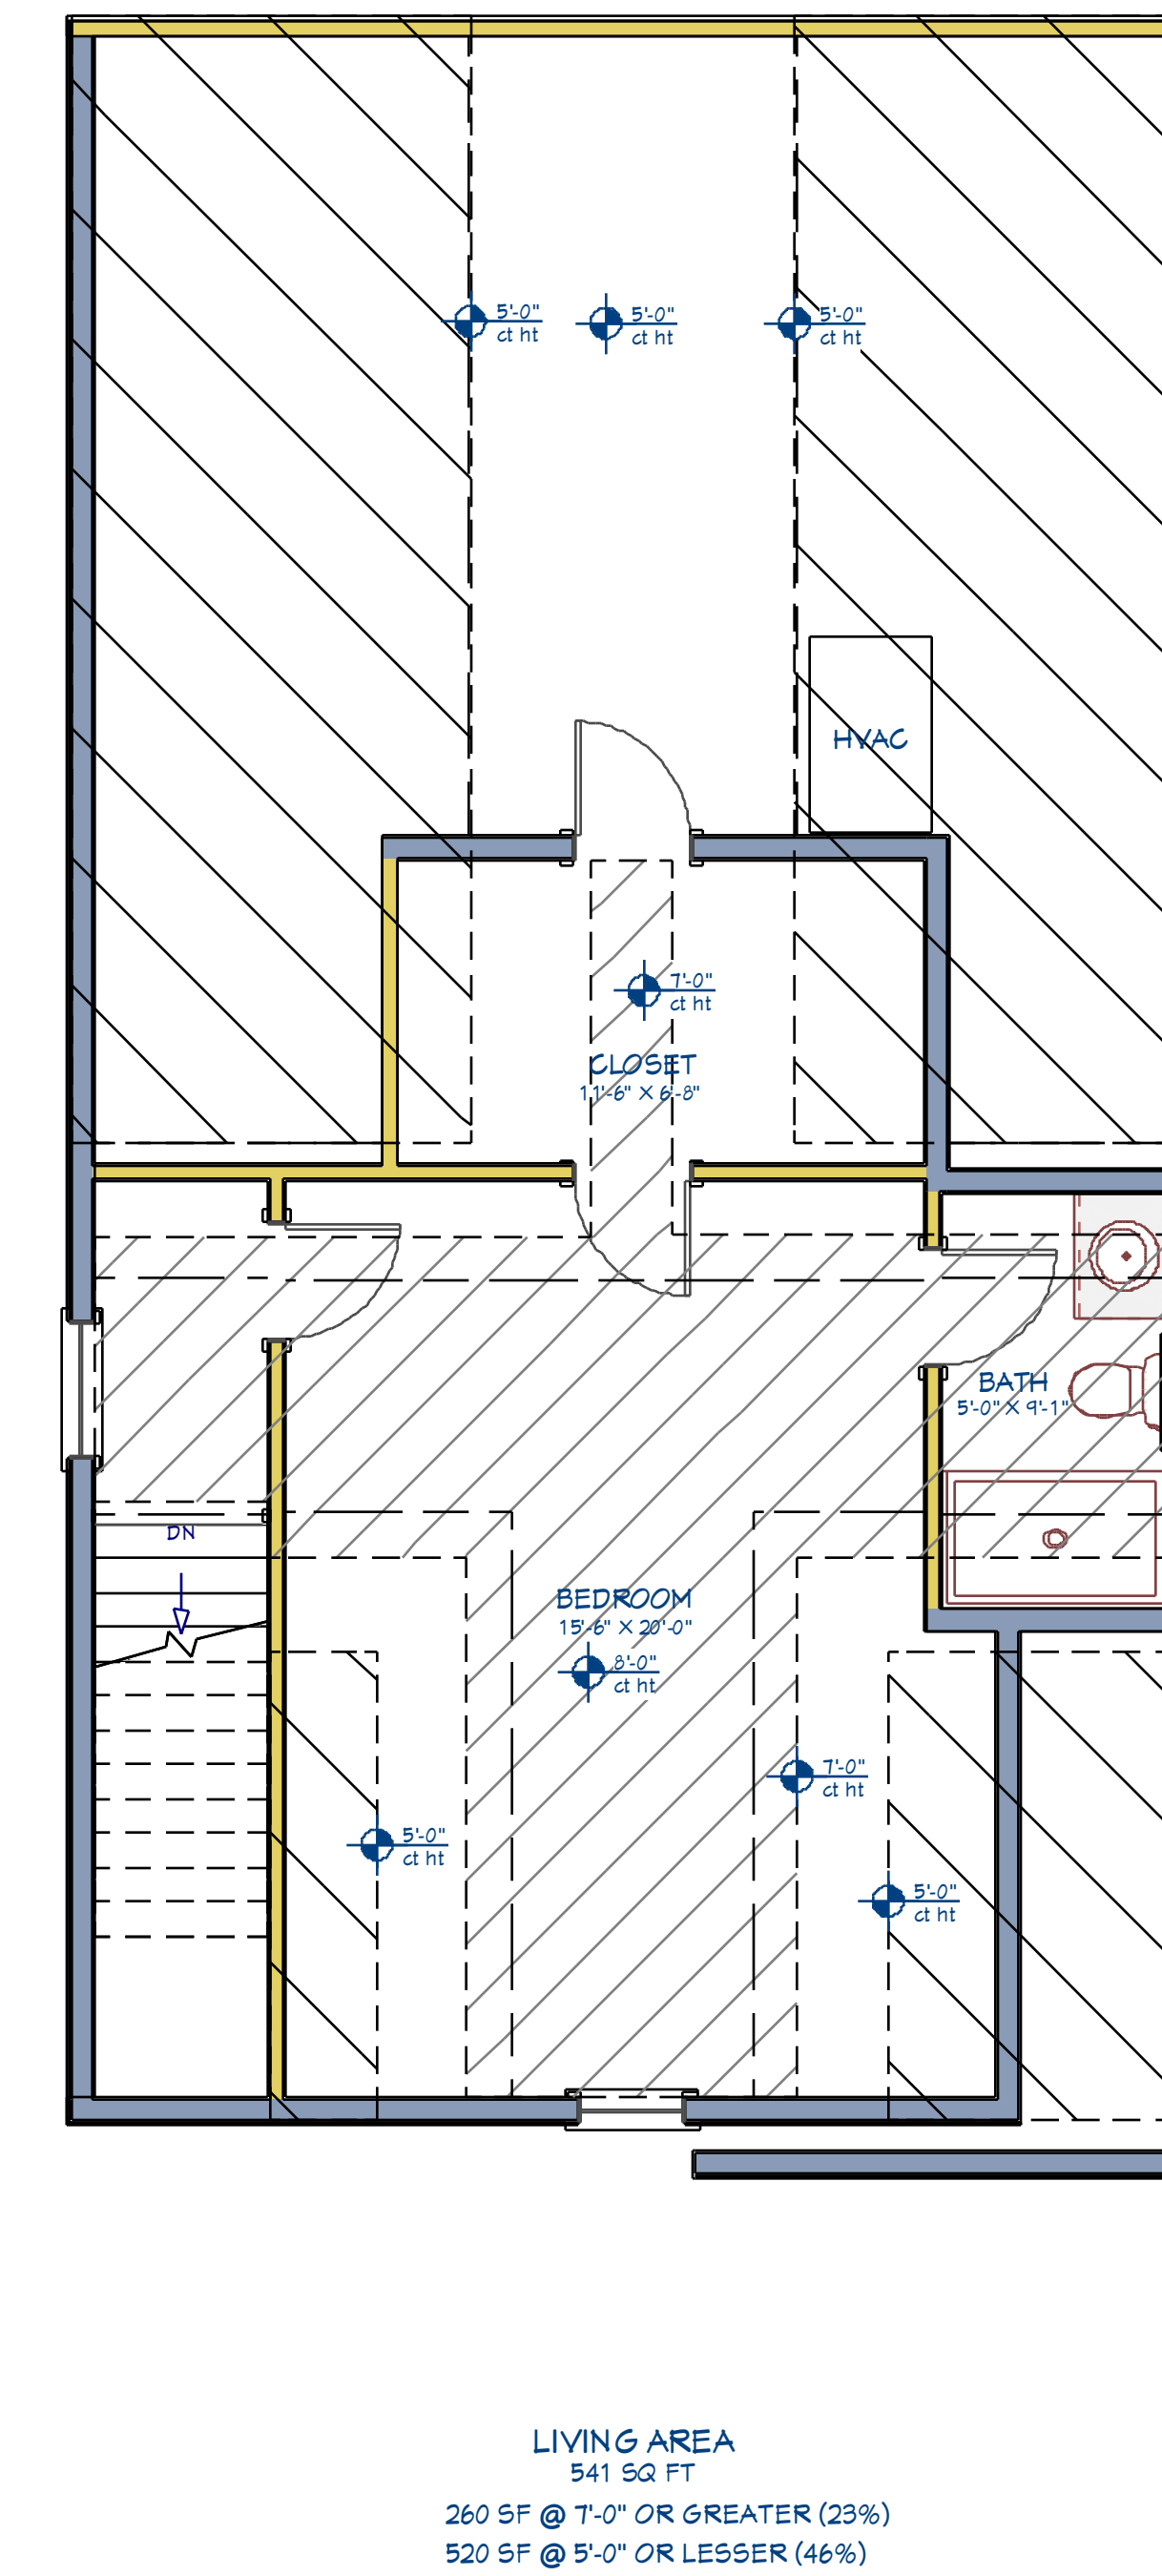 5'-0"
ct ht
5'-0"
ct ht
5'-0"
ct ht
HVAC
7'-0"
ct ht
CLOSET
11'-6" X 6'-8"
BATH
5'-0" X 9'-1"
DN
BEDROOM
15'-6" X 20'-0"
8'-0"
ct ht
7'-0"
ct ht
5'-0"
ct ht
5'-0"
ct ht
LIVING AREA
541 SQ FT
260 SF @ 7'-0" OR GREATER (23%)
520 SF @ 5'-0" OR LESSER (46%)